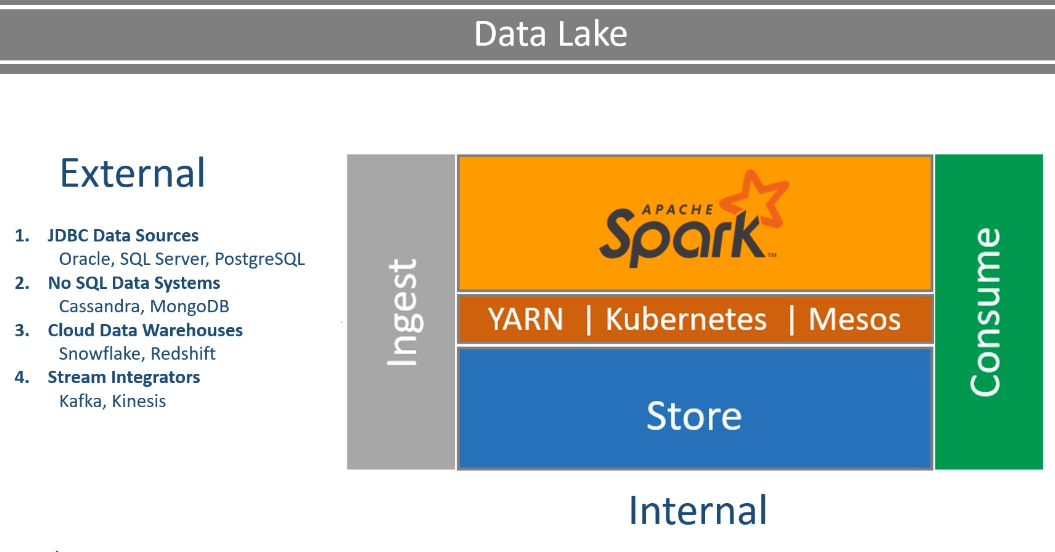 Data Lake
External
1. JDBC Data Sources
Oracle, SQL Server, PostgreSQL
2. No SQL Data Systems
Cassandra, MongoDB
3. Cloud Data Warehouses
Snowflake, Redshift
4. Stream Integrators
Kafka, Kinesis
Ingest
APACHE
Spark™
YARN | Kubernetes | Mesos
Store
Consume
Internal